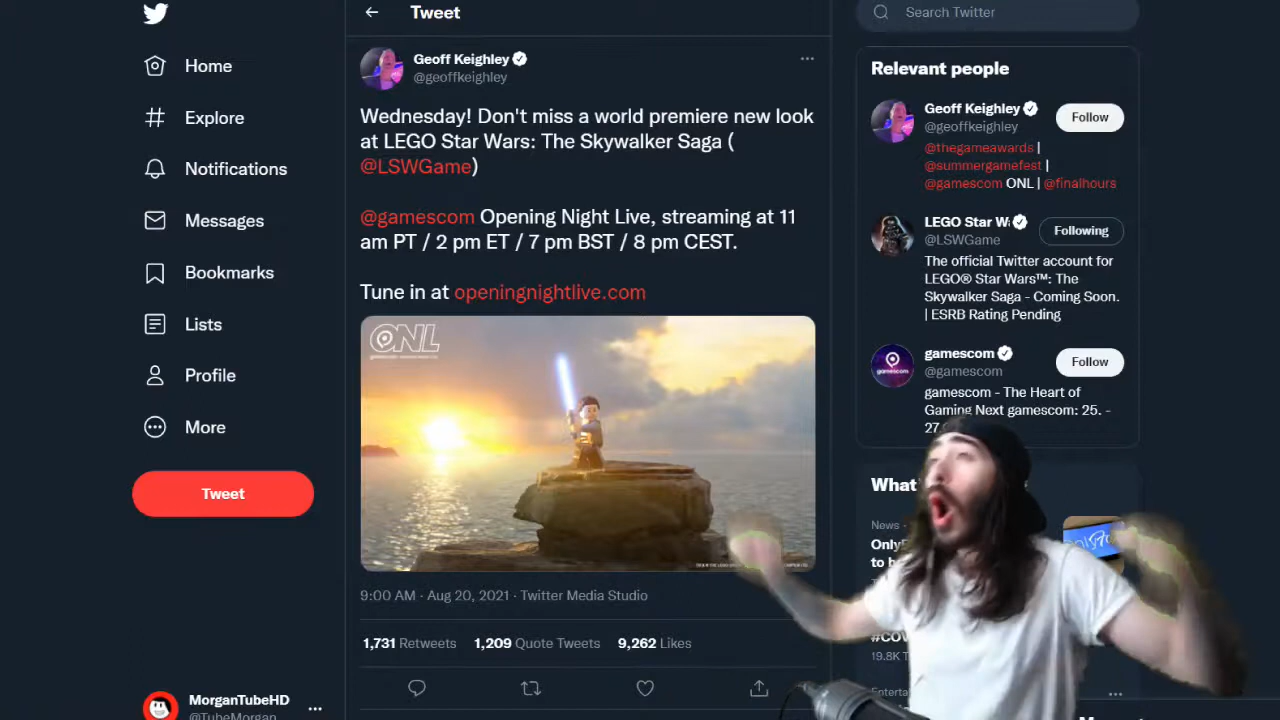 Tweet
Search Twitter
Home
Explore
Notifications
Messages
Bookmarks
Lists
Profile
More
Tweet
MorganTubeHD
@TubeMorgan
Geoff Keighley
@geoffkeighley
Wednesday! Don't miss a world premiere new look
at LEGO Star Wars: The Skywalker Saga (
@LSWGame)
@gamescom Opening Night Live, streaming at 11
am PT / 2 pm ET / 7 pm BST / 8 pm CEST.
Tune in at openingnightlive.com
ONL
9:00 AM · Aug 20, 2021 · Twitter Media Studio
1,731 Retweets 1,209 Quote Tweets 9,262 Likes
Relevant people
Geoff Keighley
@geoffkeighley
Follow
@thegameawards |
@summergamefest |
@gamescom ONL | @finalhours
LEGO Star W
@LSWGame
Following
The official Twitter account for
LEGO® Star Wars™: The
Skywalker Saga - Coming Soon.
| ESRB Rating Pending
gamescom
gamescom
@gamescom
Follow
gamescom - The Heart of
Gaming Next gamescom: 25. -
27.
What
News ·
Only
to b
#COV
19.8K T
Enterta